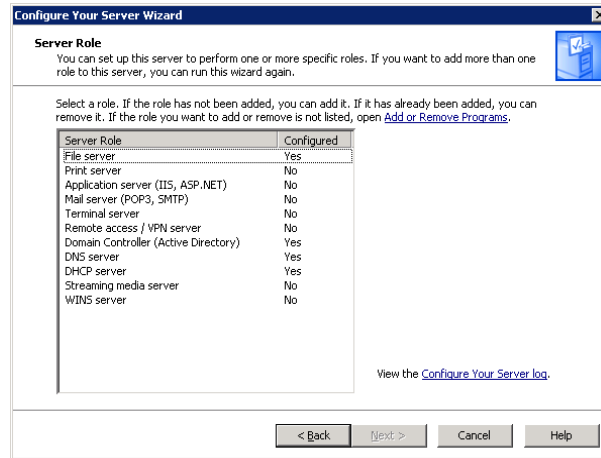 Configure Your Server Wizard
Server Role
You can set up this server to perform one or more specific roles. If you want to add more than one
role to this server, you can run this wizard again.
Select a role. If the role has not been added, you can add it. If it has already been added, you can
remove it. If the role you want to add or remove is not listed, open Add or Remove Programs.
Server Role Configured
File server Yes
Print server No
Application server (IIS, ASP.NET) No
Mail server (POP3, SMTP) No
Terminal server No
Remote access / VPN server No
Domain Controller (Active Directory) Yes
DNS server Yes
DHCP server Yes
Streaming media server No
WINS server No
View the Configure Your Server log.
< Back Next > Cancel Help